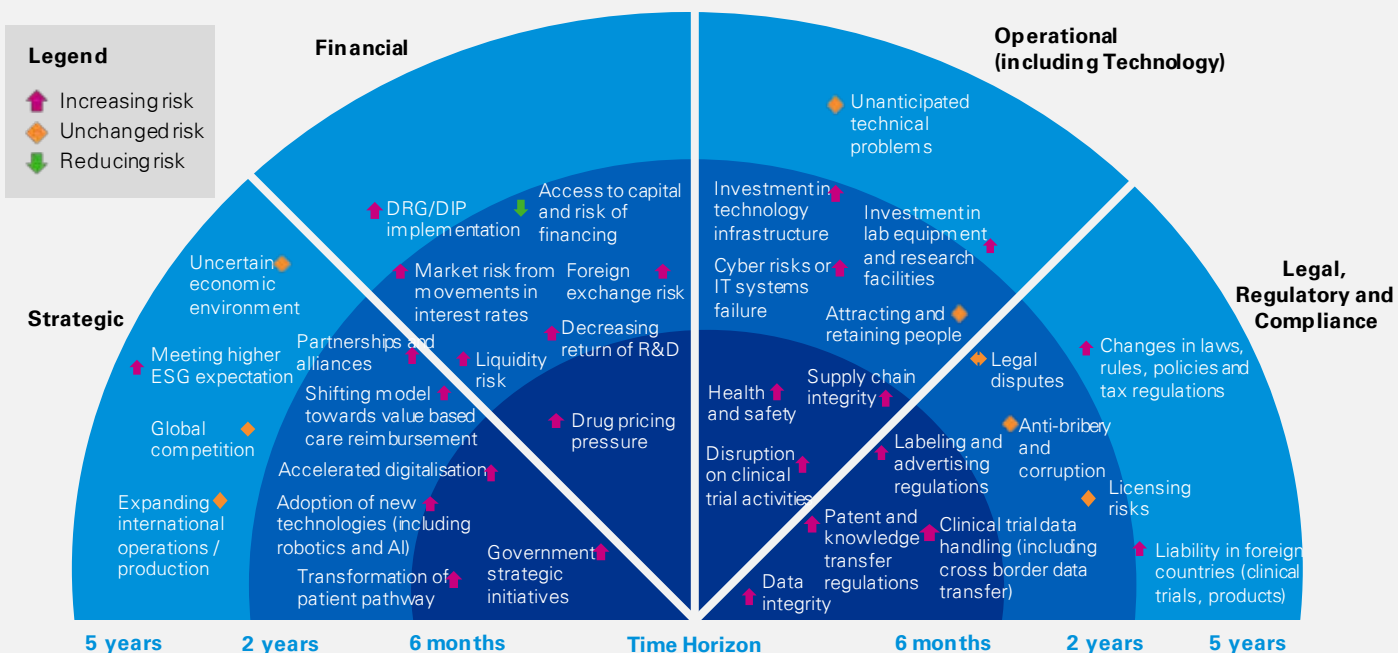 Legend
Increasing risk
Unchanged risk
Reducing risk
Financial
Operational
(including Technology)
Strategic
Legal,
Regulatory and
Compliance
Uncertain
economic
environment
Meeting higher
ESG expectation
Global
competition
Expanding
international
operations /
production
Partnerships and
alliances
Shifting model
towards value based
care reimbursement
Accelerated digitalisation
Adoption of new
technologies (including
robotics and AI)
Transformation of
patient pathway
Government
strategic
initiatives
DRG/DIP
implementation
Access to capital
and risk of
financing
Market risk from
movements in
interest rates
Foreign
exchange risk
Decreasing
return of R&D
Liquidity
risk
Drug pricing
pressure
Unanticipated
technical
problems
Investment in
technology
infrastructure
Investment in
lab equipment
and research
facilities
Cyber risks or
IT systems
failure
Attracting and
retaining people
Health
and safety
Supply chain
integrity
Disruption
on clinical
trial activities
Legal
disputes
Changes in laws,
rules, policies and
tax regulations
Anti-bribery
and
corruption
Labeling and
advertising
regulations
Licensing
risks
Patent and
knowledge
transfer
regulations
Clinical trial data
handling (including
cross border data
transfer)
Liability in foreign
countries (clinical
trials, products)
Data
integrity
5 years
2 years
6 months
Time Horizon
6 months
2 years
5 years